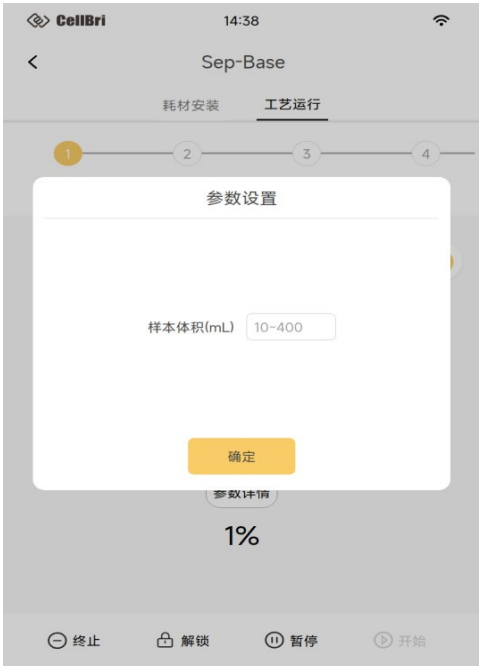 CellBri 14:38
Sep-Base
耗材安装 工艺运行
1 2 3 4
参数设置
样本体积(mL) 10~400
确定
参数详情
1%
终止 解锁 暂停 开始